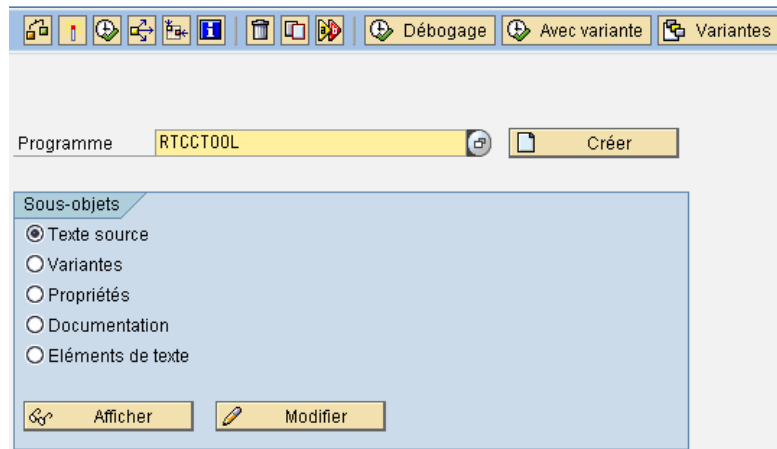 Débogage Avec variante Variantes
Programme RTCCTOOL Créer
Sous-objets
Texte source
Variantes
Propriétés
Documentation
Eléments de texte
Afficher Modifier